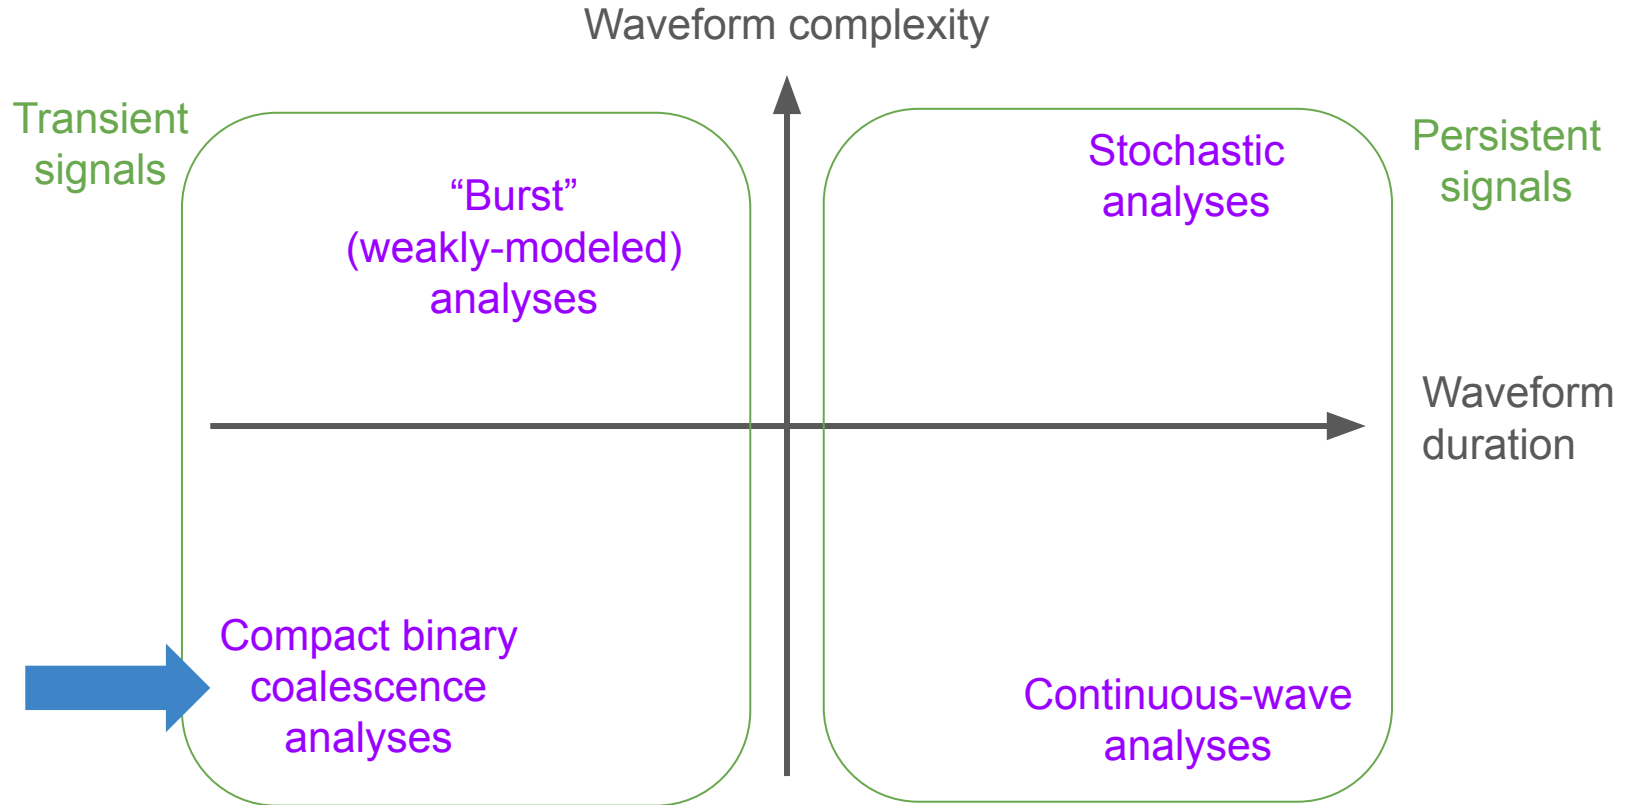 Waveform complexity
Transient
signals
“Burst”
(weakly-modeled)
analyses
Stochastic
analyses
Persistent
signals
Waveform
duration
Compact binary
coalescence
analyses
Continuous-wave
analyses